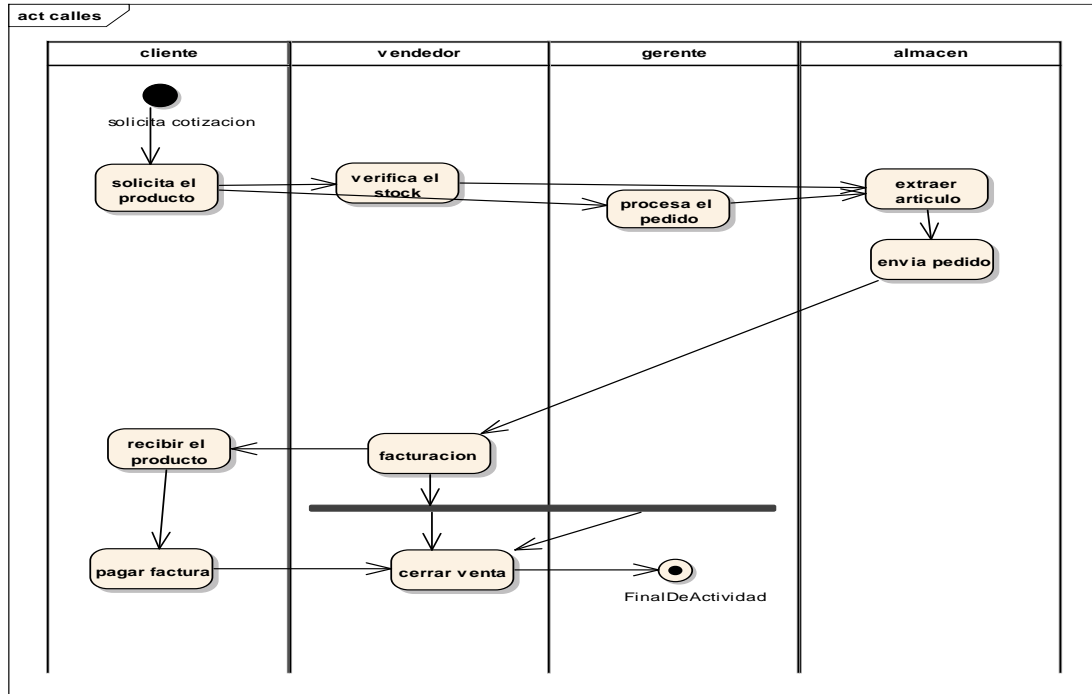 act calles
cliente
vendedor
gerente
almacen
solicita cotizacion
solicita el
producto
verifica el
stock
procesa el
pedido
extraer
articulo
envia pedido
recibir el
producto
facturacion
pagar factura
cerrar venta
FinalDeActividad